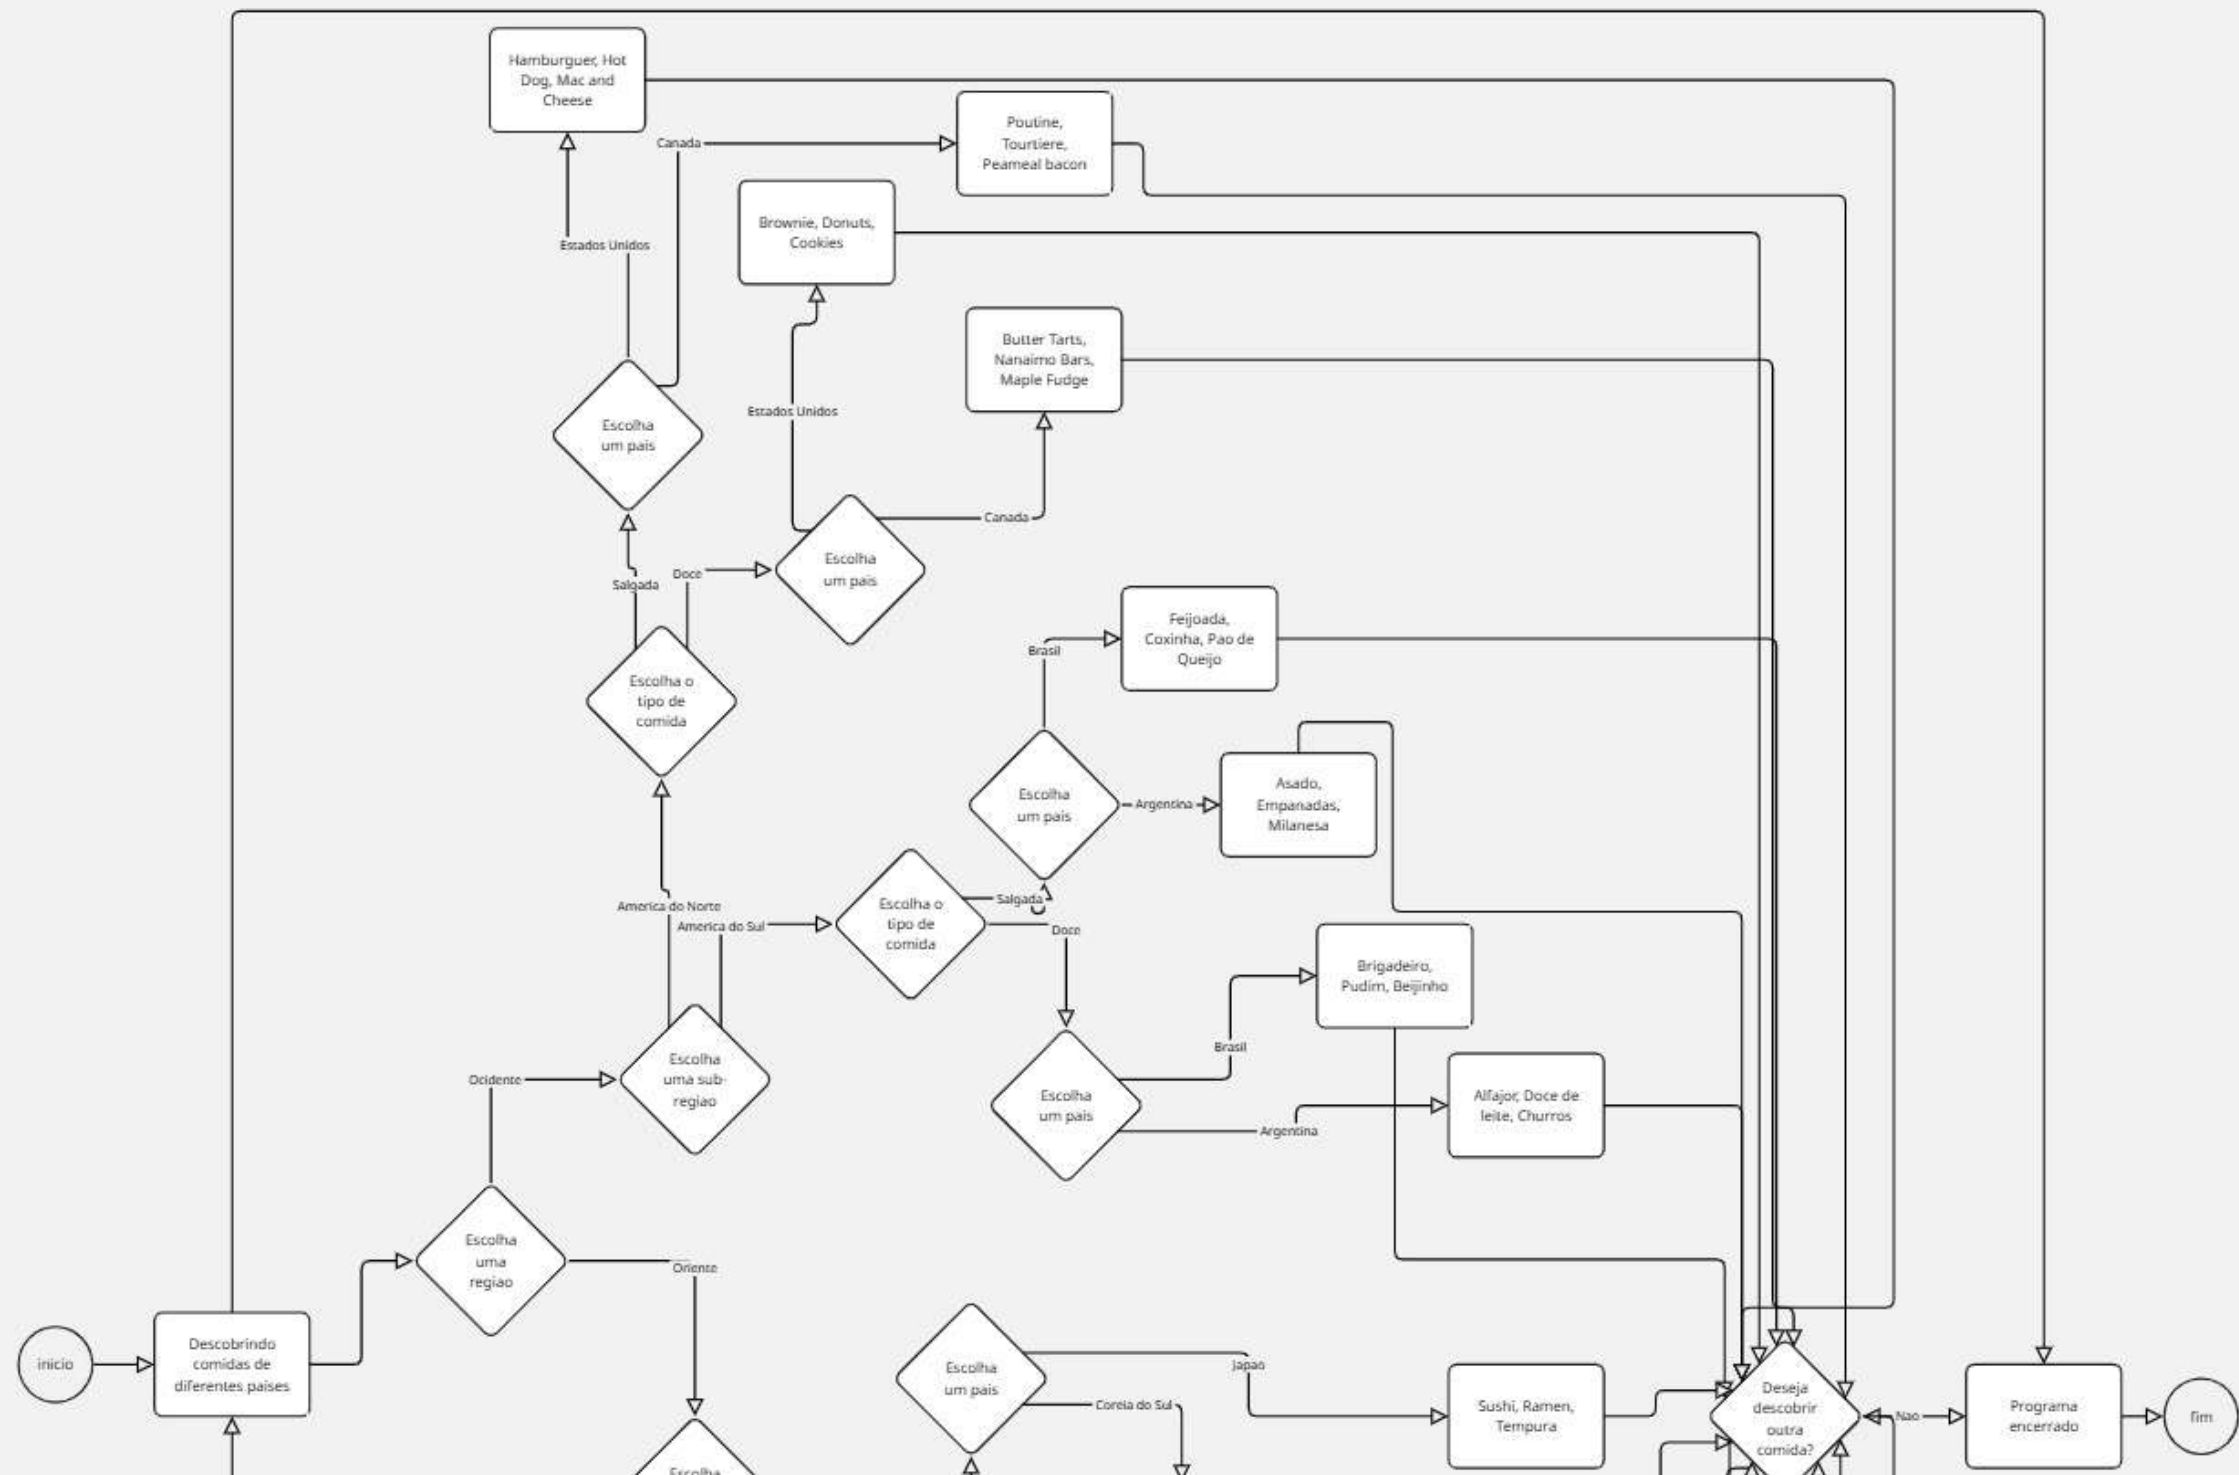 Hamburguer, Hot
Dog, Mac and
Cheese
Canada
Poutine,
Tourtiere,
Peameal bacon
Estados Unidos
Brownie, Donuts,
Cookies
Butter Tarts,
Nanaimo Bars,
Maple Fudge
Escolha
um pais
Estados Unidos
Canada
Escolha
um pais
Salgada
Doce
Escolha o
tipo de
comida
Feijoada,
Coxinha, Pao de
Queijo
Brasil
Escolha
um pais
Argentina
Asado,
Empanadas,
Milanesa
America do Norte
America do Sul
Escolha o
tipo de
comida
Salgada
Doce
Brigadeiro,
Pudim, Beijinho
Brasil
Escolha
um pais
Argentina
Alfajor, Doce de
leite, Churros
Ocidente
Escolha
uma sub-
regiao
Escolha
uma
regiao
Oriente
inicio
Descobrindo
comidas de
diferentes paises
Escolha
um pais
Japao
Coreia do Sul
Sushi, Ramen,
Tempura
Deseja
descobrir
outra
comida?
Nao
Programa
encerrado
fim
Escolha